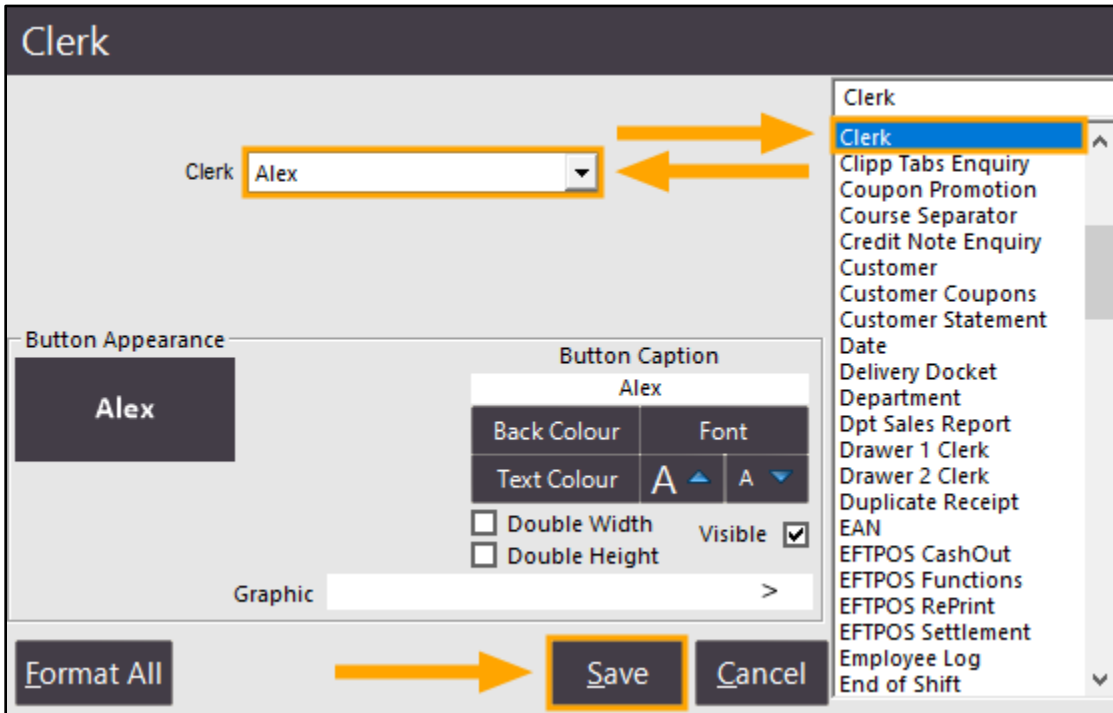 Clerk
Clerk
Alex
Clerk
Clerk
Clipp Tabs Enquiry
Coupon Promotion
Course Separator
Credit Note Enquiry
Customer
Customer Coupons
Customer Statement
Date
Delivery Docket
Department
Dpt Sales Report
Drawer 1 Clerk
Drawer 2 Clerk
Duplicate Receipt
EAN
EFTPOS CashOut
EFTPOS Functions
EFTPOS RePrint
EFTPOS Settlement
Employee Log
End of Shift
Button Appearance
Alex
Button Caption
Alex
Back Colour
Font
Text Colour
A
A
Double Width
Visible
Double Height
Graphic
>
Format All
Save
Cancel